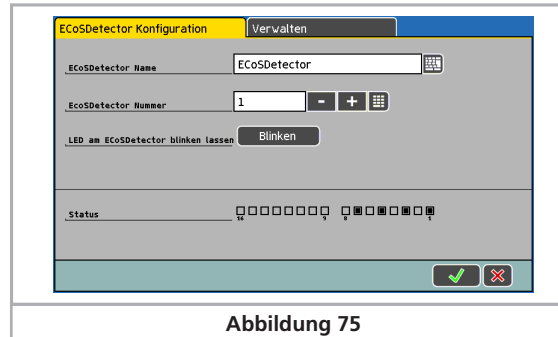 ECoSDetector Konfiguration Verwalten
ECoSDetector Name ECoSDetector
EcoSDetector Nummer 1 - +
LED am ECoSDetector blinken lassen Blinken
Status
16 9 8 1
Abbildung 75